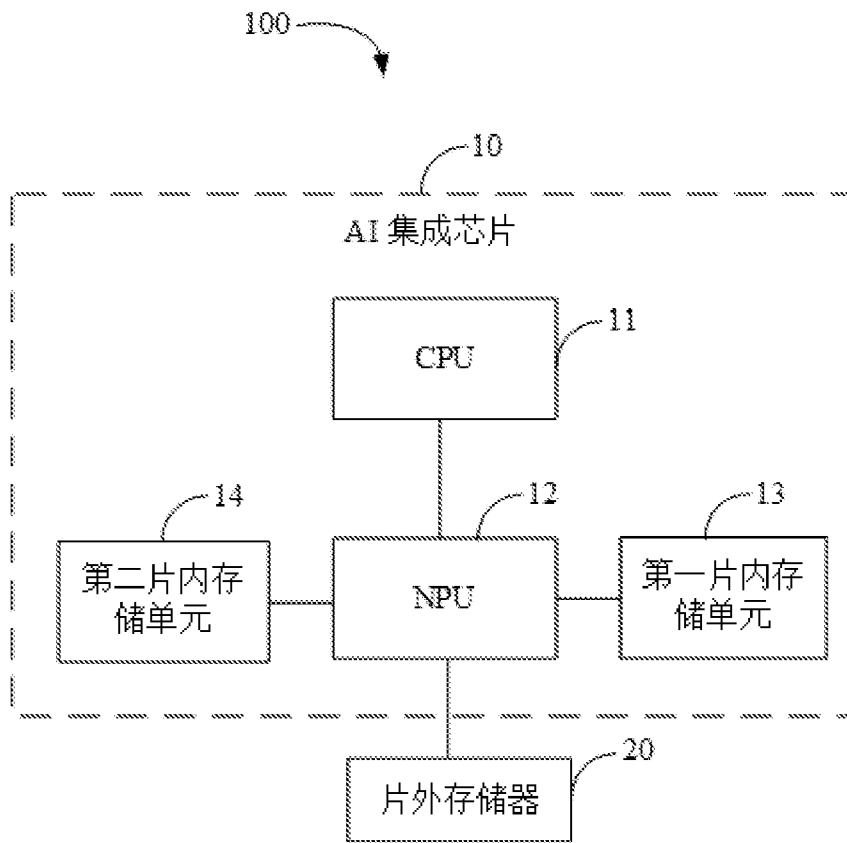 100
10
AI 集成芯片
11
CPU
14
12
13
第二片内存
储单元
NPU
第一片内存
储单元
20
片外存储器